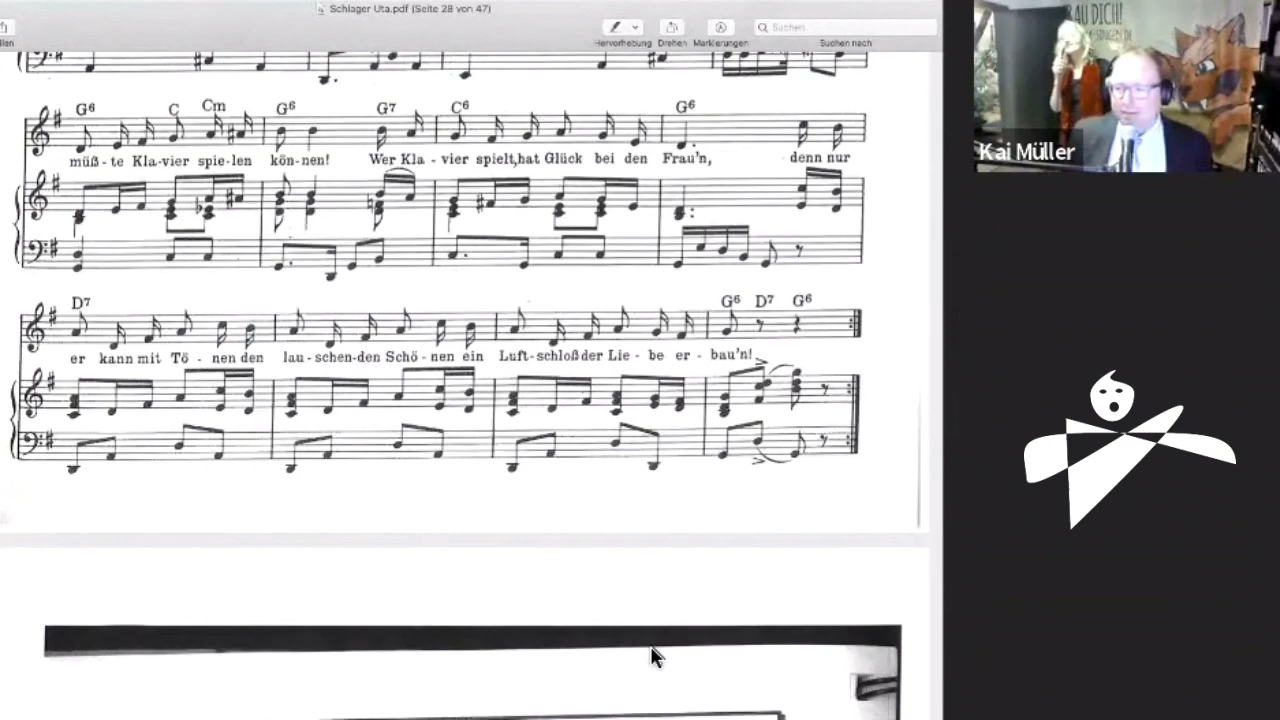 Schlager Uta.pdf (Seite 28 von 47)
Suchen
Hervorhebung Drehen Markierungen Suchen nach
G6 C Cm G6 G7 C6 G6
müß-te Kla-vier spie-len kön-nen! Wer Kla-vier spielt,hat Glück bei den Frau'n, denn nur
D7 G6 D7 G6
er kann mit Tö-nen den lau-schen-den Schö-nen ein Luft-schloß der Lie-be er-bau'n!
DICH!
Kai Müller